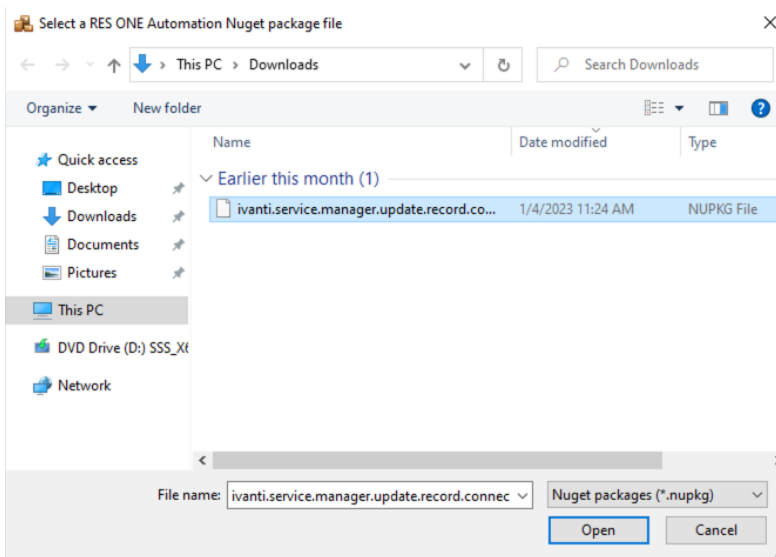 Select a RES ONE Automation Nuget package file
This PC > Downloads
Search Downloads
Organize
New folder
Name
Date modified
Type
Quick access
Desktop
Downloads
Documents
Pictures
This PC
DVD Drive (D:) SSS_X6
Network
Earlier this month (1)
ivanti.service.manager.update.record.co... 1/4/2023 11:24 AM NUPKG File
File name: ivanti.service.manager.update.record.connec
Nuget packages (*.nupkg)
Open
Cancel